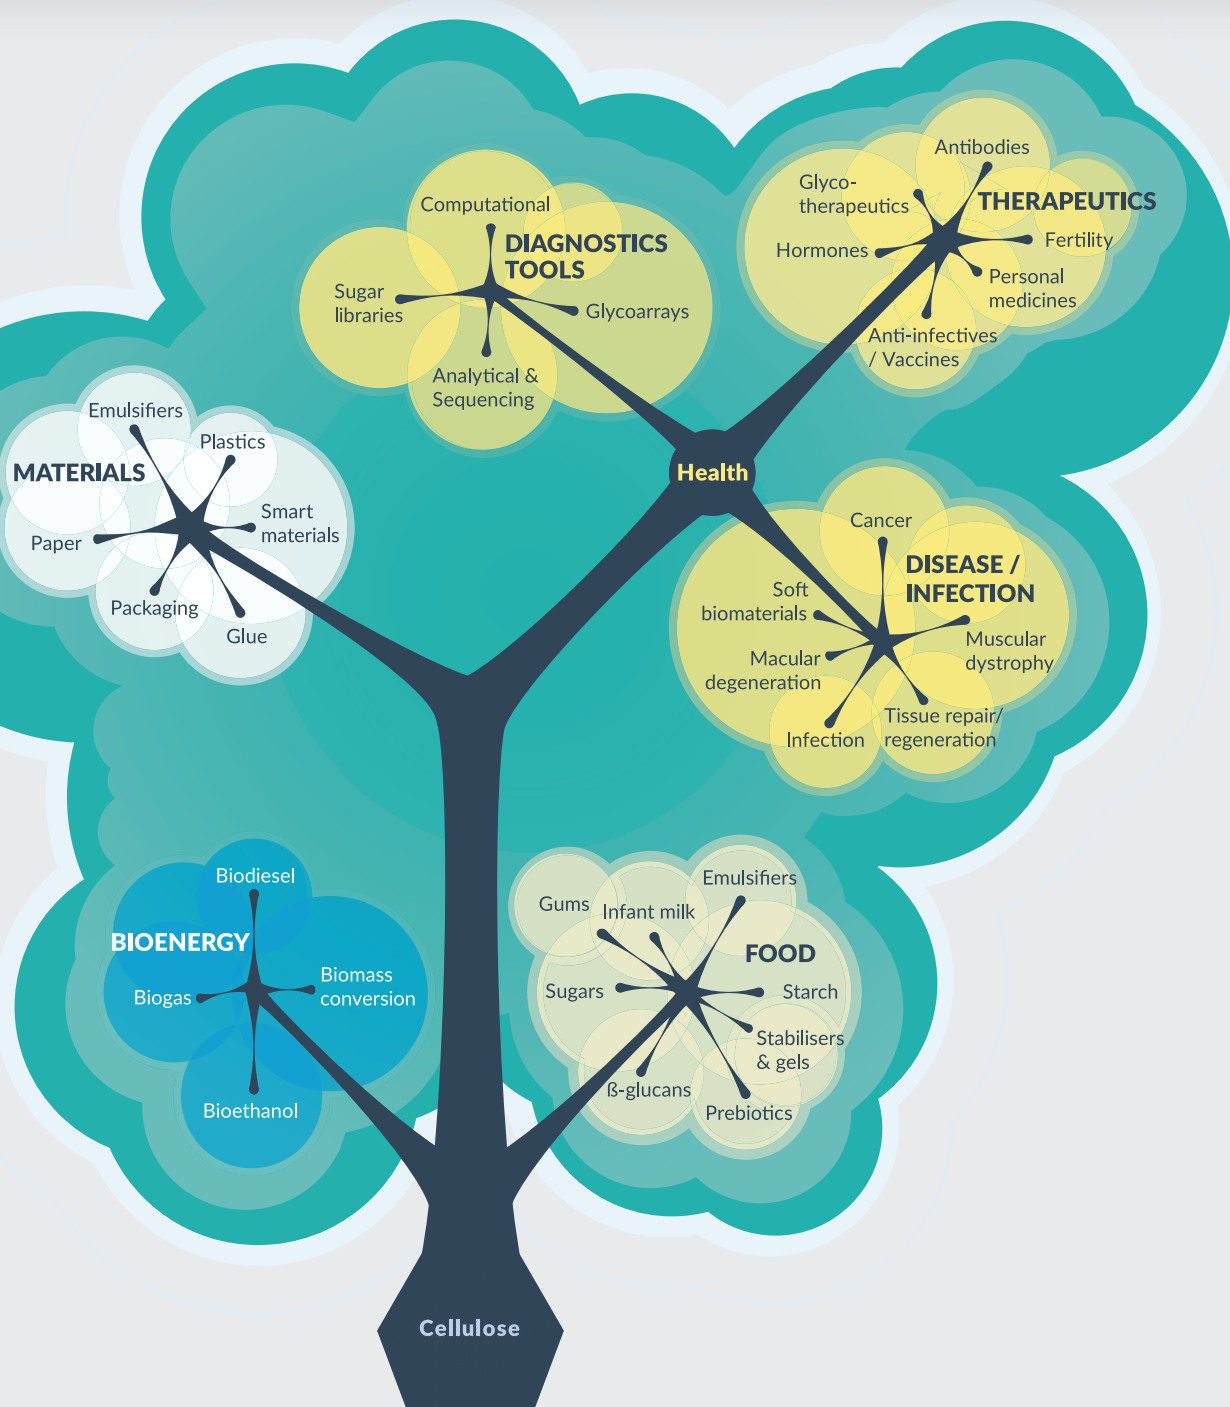 Antibodies
Glyco-
therapeutics
THERAPEUTICS
Hormones
Fertility
Personal
medicines
Anti-infectives
/ Vaccines
Computational
DIAGNOSTICS
TOOLS
Sugar
libraries
Glycoarrays
Analytical &
Sequencing
Health
Emulsifiers
Plastics
MATERIALS
Smart
materials
Paper
Packaging
Glue
Cancer
DISEASE /
INFECTION
Soft
biomaterials
Muscular
dystrophy
Macular
degeneration
Tissue repair/
regeneration
Infection
Biodiesel
BIOENERGY
Biomass
conversion
Biogas
Bioethanol
Emulsifiers
Gums
Infant milk
FOOD
Sugars
Starch
Stabilisers
& gels
ß-glucans
Prebiotics
Cellulose